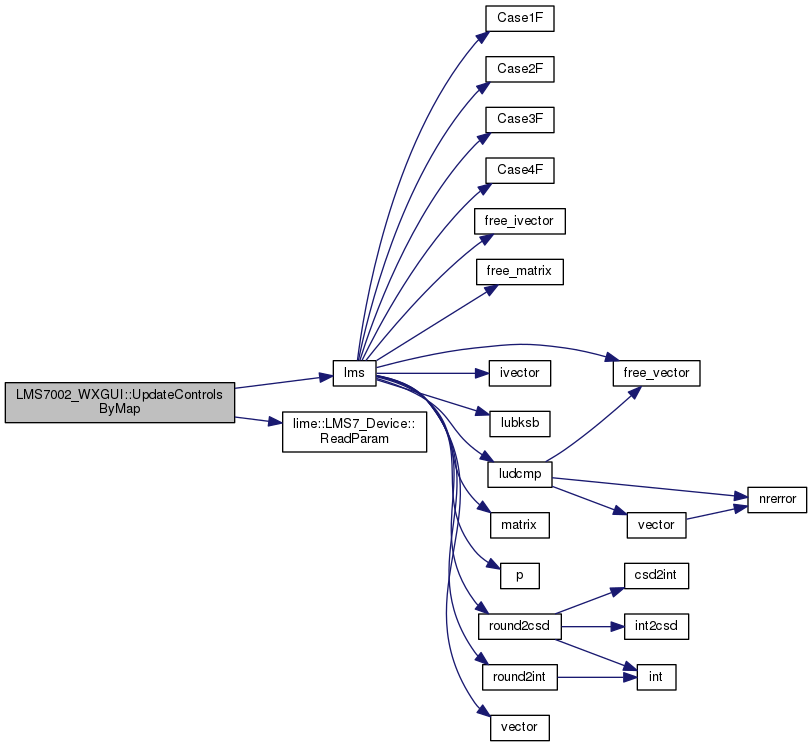 Case1F
Case2F
Case3F
Case4F
free_ivector
free_matrix
lms
ivector
free_vector
LMS7002_WXGUI::UpdateControls
ByMap
lime::LMS7_Device::
ReadParam
lubksb
ludcmp
nrerror
matrix
vector
p
csd2int
round2csd
int2csd
round2int
int
vector